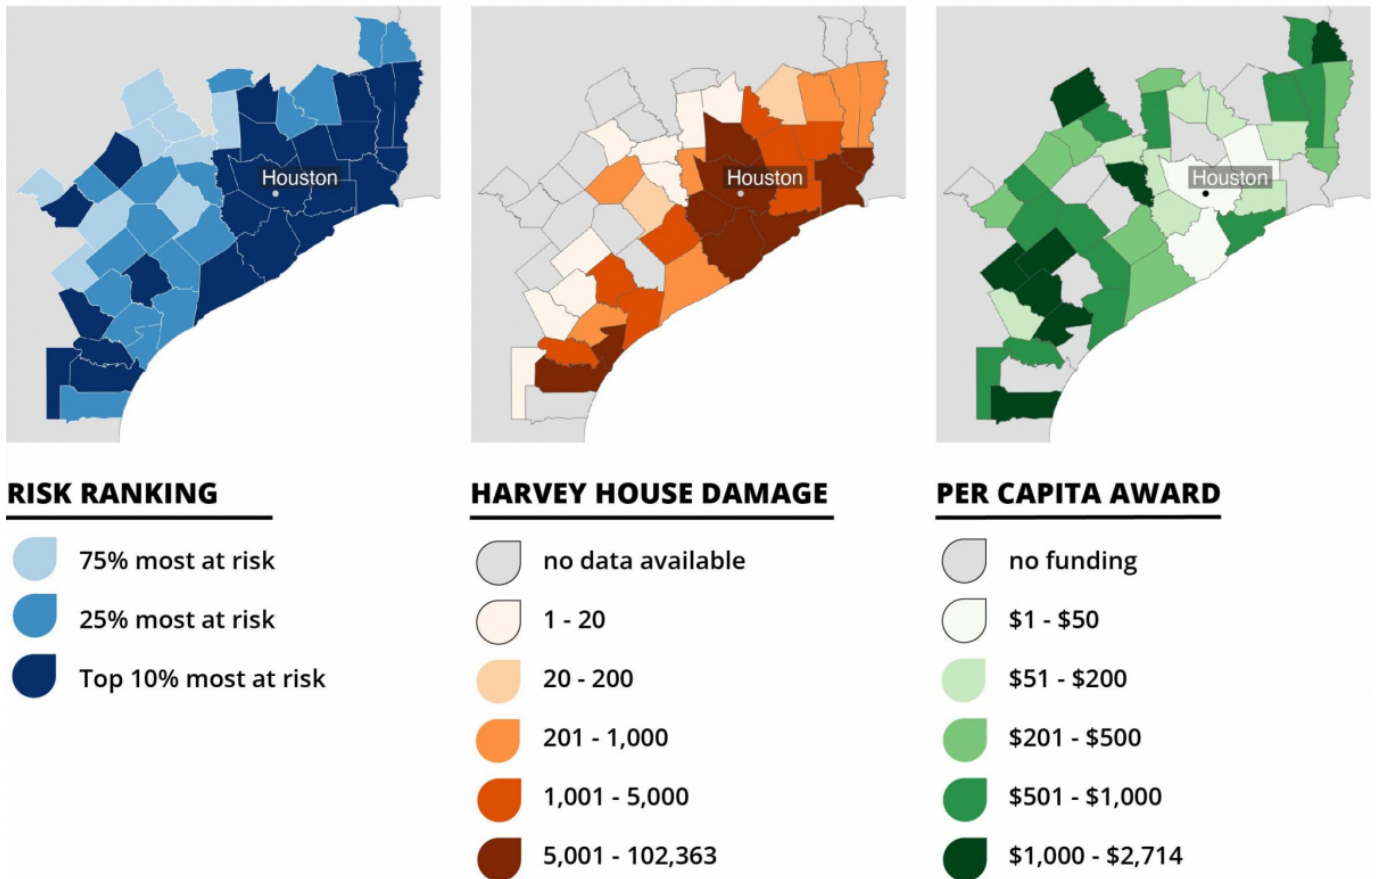 Houston
Houston
Houston
RISK RANKING
75% most at risk
25% most at risk
Top 10% most at risk
HARVEY HOUSE DAMAGE
no data available
1 - 20
20 - 200
201 - 1,000
1,001 - 5,000
5,001 - 102,363
PER CAPITA AWARD
no funding
$1 - $50
$51 - $200
$201 - $500
$501 - $1,000
$1,000 - $2,714